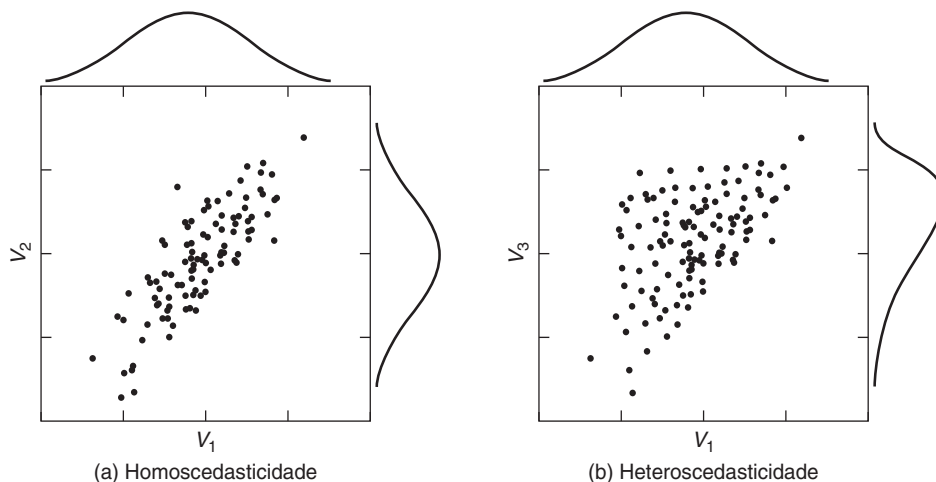 V₂
V₁
(a) Homoscedasticidade
V₃
V₁
(b) Heteroscedasticidade